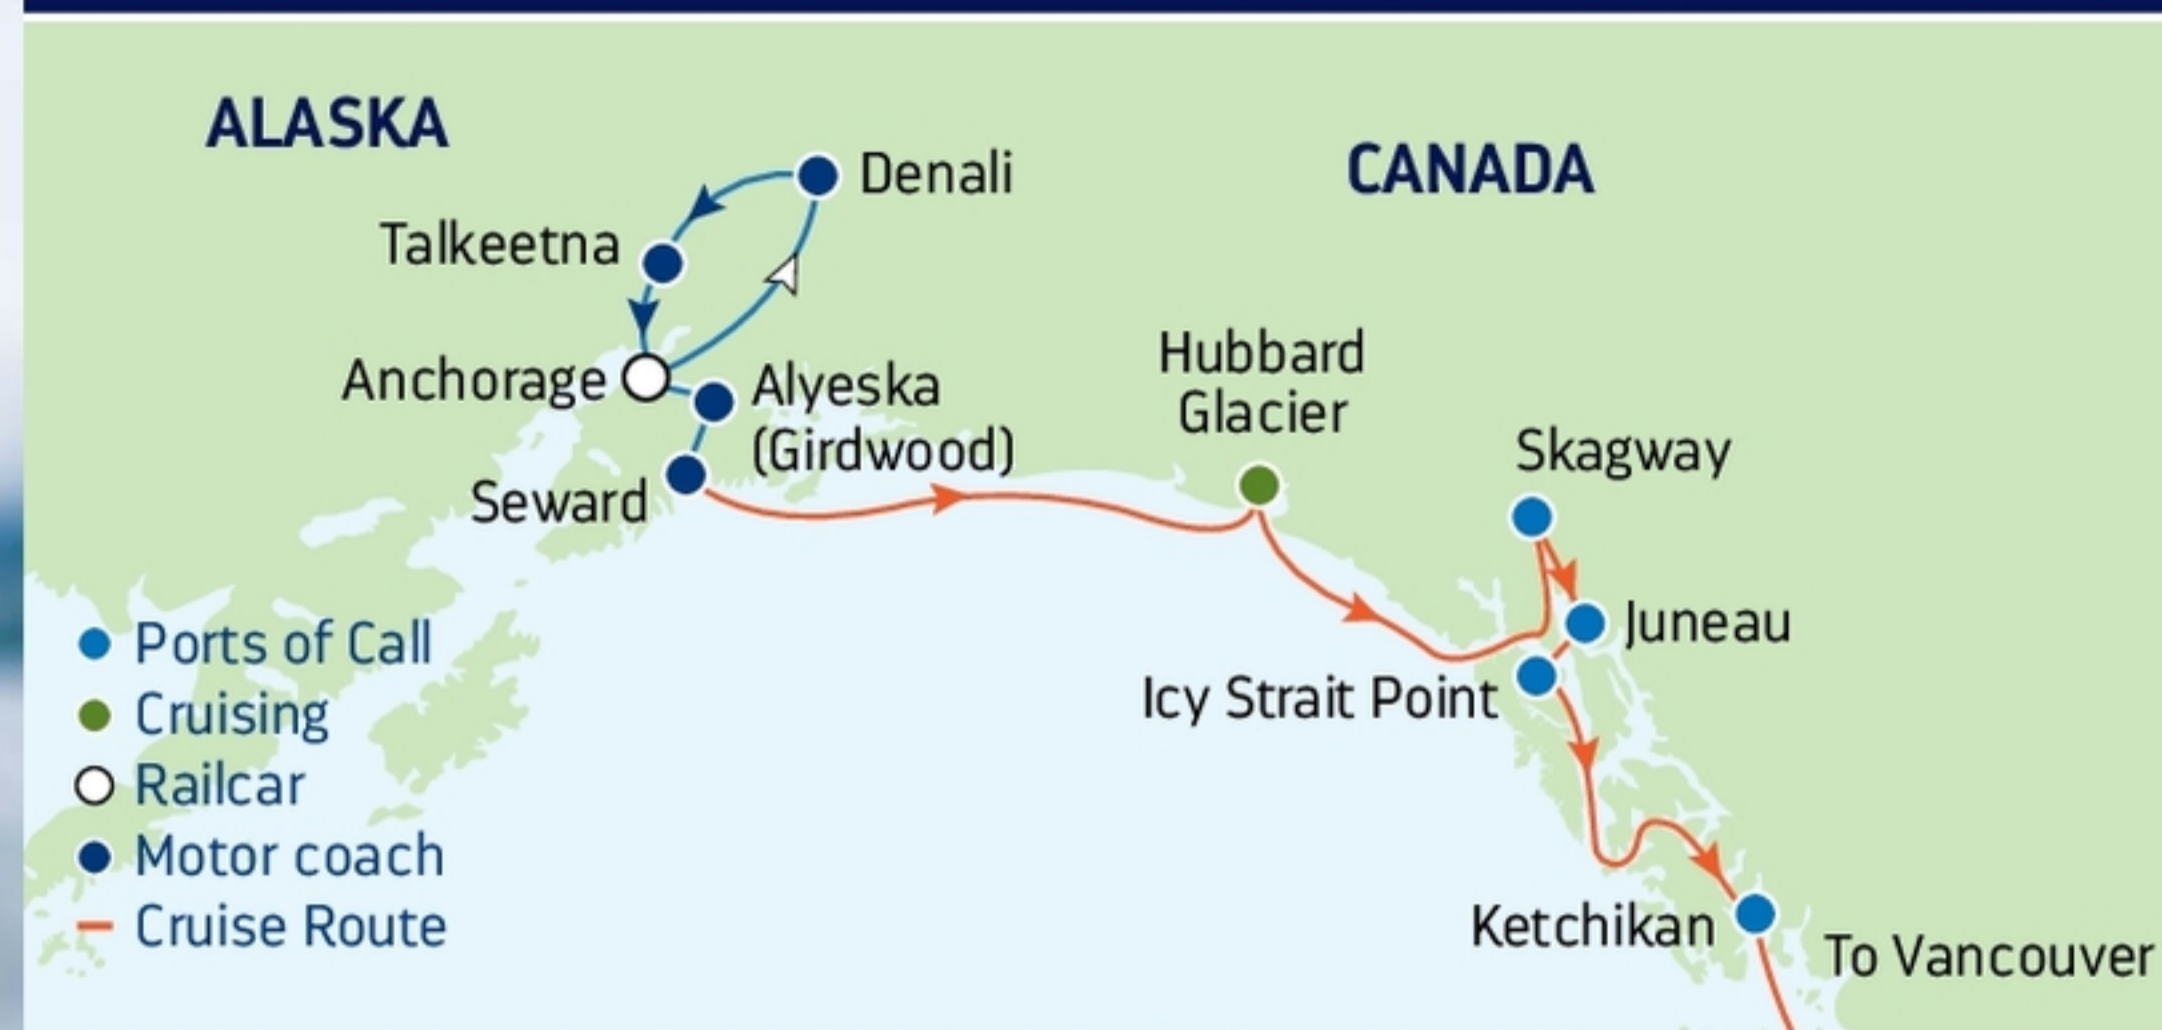 ALASKA
CANADA
Denali
Talkeetna
Anchorage
Alyeska
(Girdwood)
Seward
Hubbard
Glacier
Skagway
Juneau
Icy Strait Point
Ketchikan
To Vancouver
Ports of Call
Cruising
Railcar
Motor coach
Cruise Route